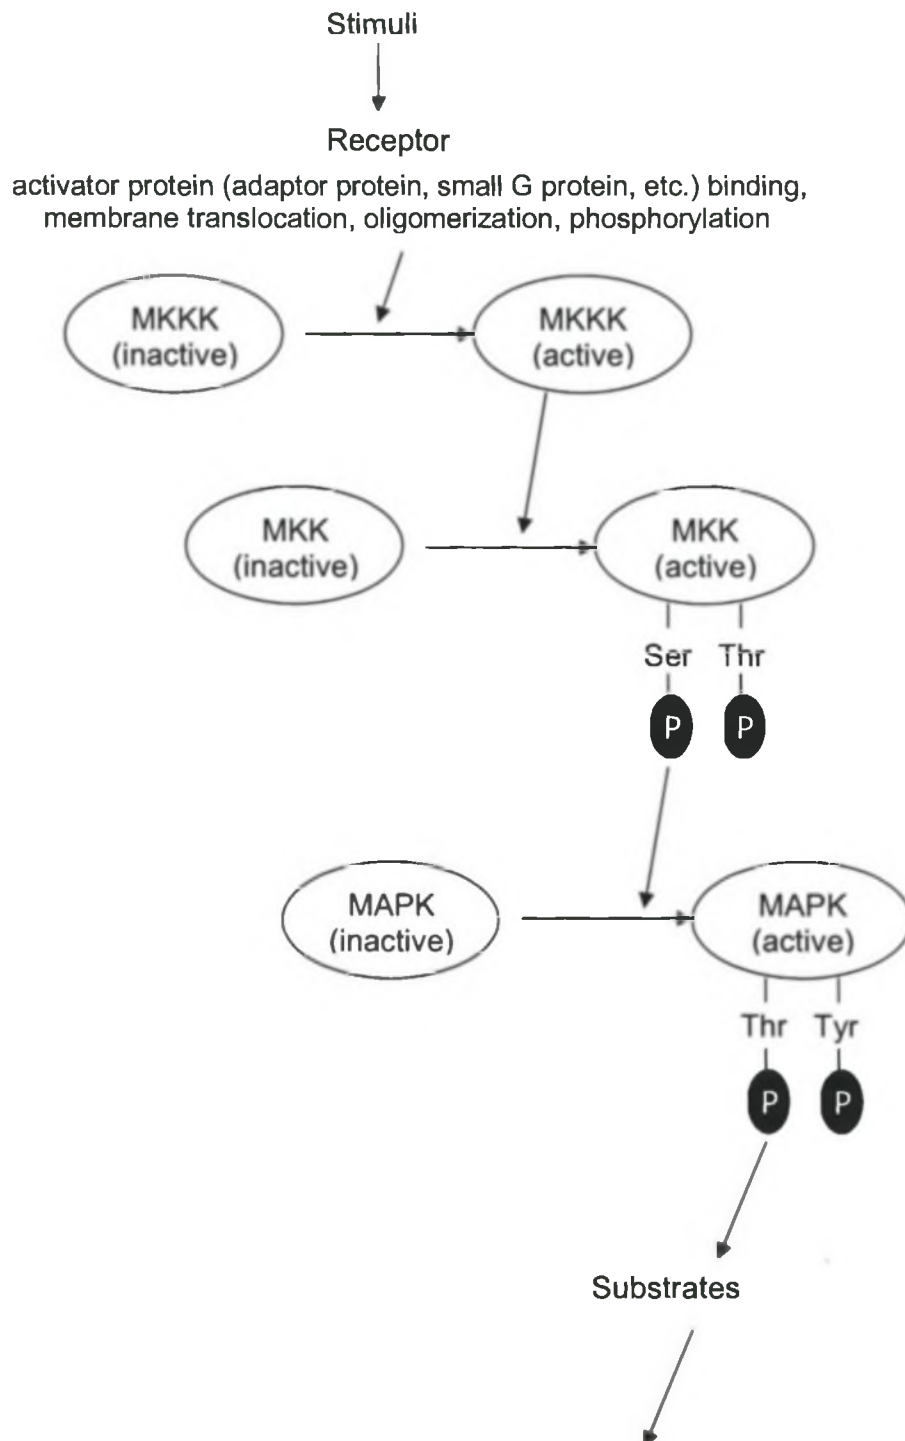 Stimuli
Receptor
activator protein (adaptor protein, small G protein, etc.) binding,
membrane translocation, oligomerization, phosphorylation
MKKK
(inactive)
MKKK
(active)
MKK
(inactive)
MKK
(active)
Ser Thr
P P
MAPK
(inactive)
MAPK
(active)
Thr Tyr
P P
Substrates